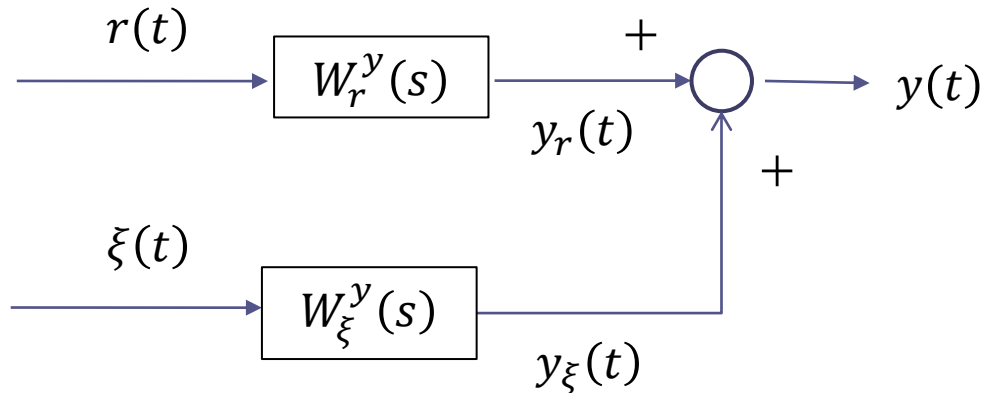 r(t)
W_r^y(s)
+
y_r(t)
y(t)
+
ξ(t)
W_ξ^y(s)
y_ξ(t)